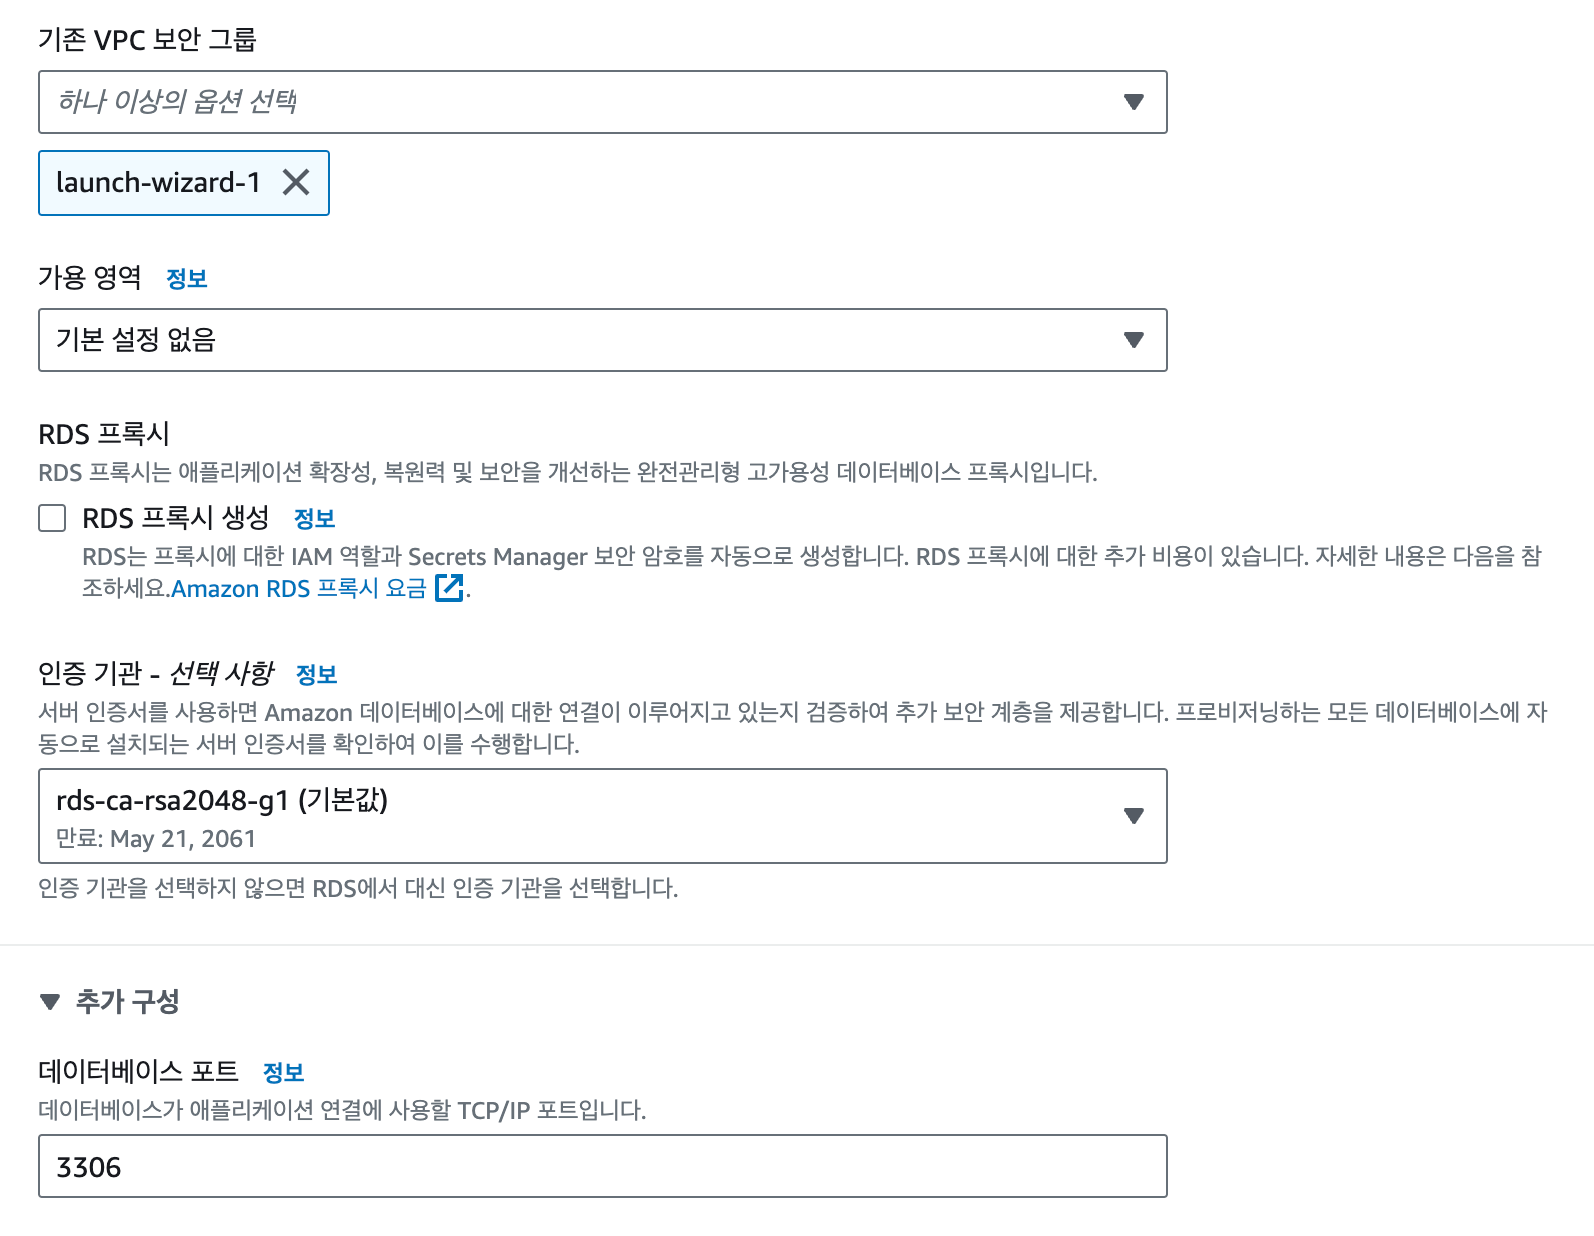 기존 VPC 보안 그룹
하나 이상의 옵션 선택
launch-wizard-1
가용 영역 정보
기본 설정 없음
RDS 프록시
RDS 프록시는 애플리케이션 확장성, 복원력 및 보안을 개선하는 완전관리형 고가용성 데이터베이스 프록시입니다.
RDS 프록시 생성 정보
RDS는 프록시에 대한 IAM 역할과 Secrets Manager 보안 암호를 자동으로 생성합니다. RDS 프록시에 대한 추가 비용이 있습니다. 자세한 내용은 다음을 참
조하세요.Amazon RDS 프록시 요금.
인증 기관 - 선택 사항 정보
서버 인증서를 사용하면 Amazon 데이터베이스에 대한 연결이 이루어지고 있는지 검증하여 추가 보안 계층을 제공합니다. 프로비저닝하는 모든 데이터베이스에 자
동으로 설치되는 서버 인증서를 확인하여 이를 수행합니다.
rds-ca-rsa2048-g1 (기본값)
만료: May 21, 2061
인증 기관을 선택하지 않으면 RDS에서 대신 인증 기관을 선택합니다.
추가 구성
데이터베이스 포트 정보
데이터베이스가 애플리케이션 연결에 사용할 TCP/IP 포트입니다.
3306